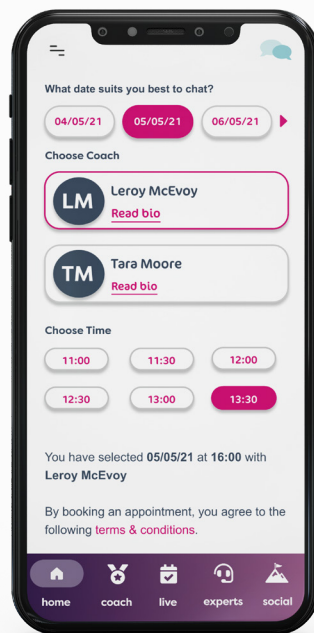 What date suits you best to chat?
04/05/21 05/05/21 06/05/21
Choose Coach
LM Leroy McEvoy
Read bio
TM Tara Moore
Read bio
Choose Time
11:00 11:30 12:00
12:30 13:00 13:30
You have selected 05/05/21 at 16:00 with
Leroy McEvoy
By booking an appointment, you agree to the
following terms & conditions.
home coach live experts social